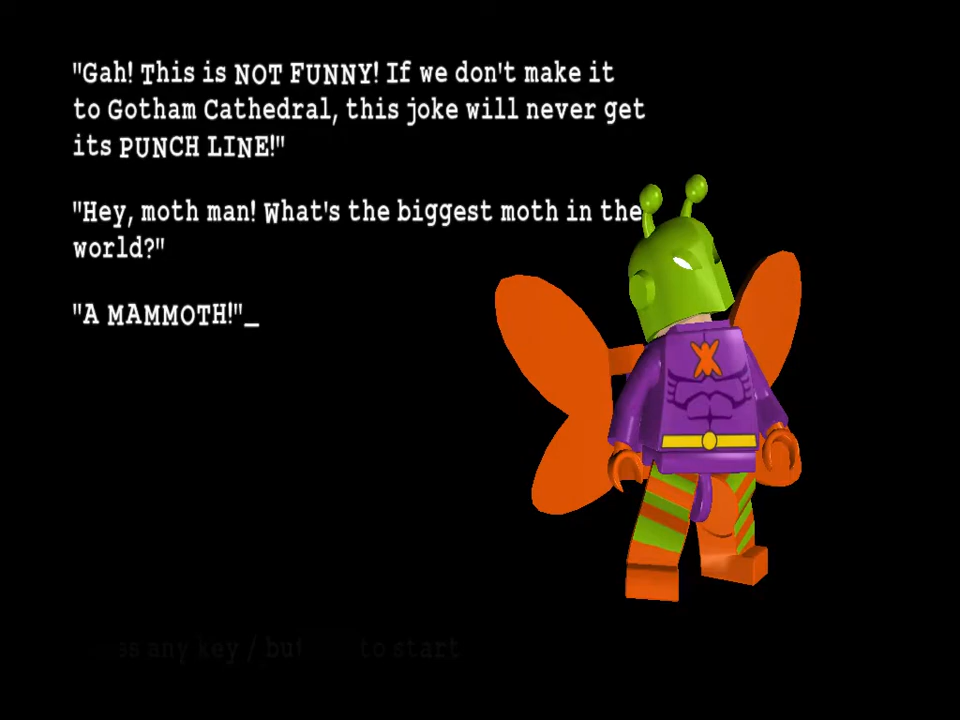 "Gah! This is NOT FUNNY! If we don't make it
to Gotham Cathedral, this joke will never get
its PUNCH LINE!"
"Hey, moth man! What's the biggest moth in the
world?"
"A MAMMOTH!"_
any key / to start